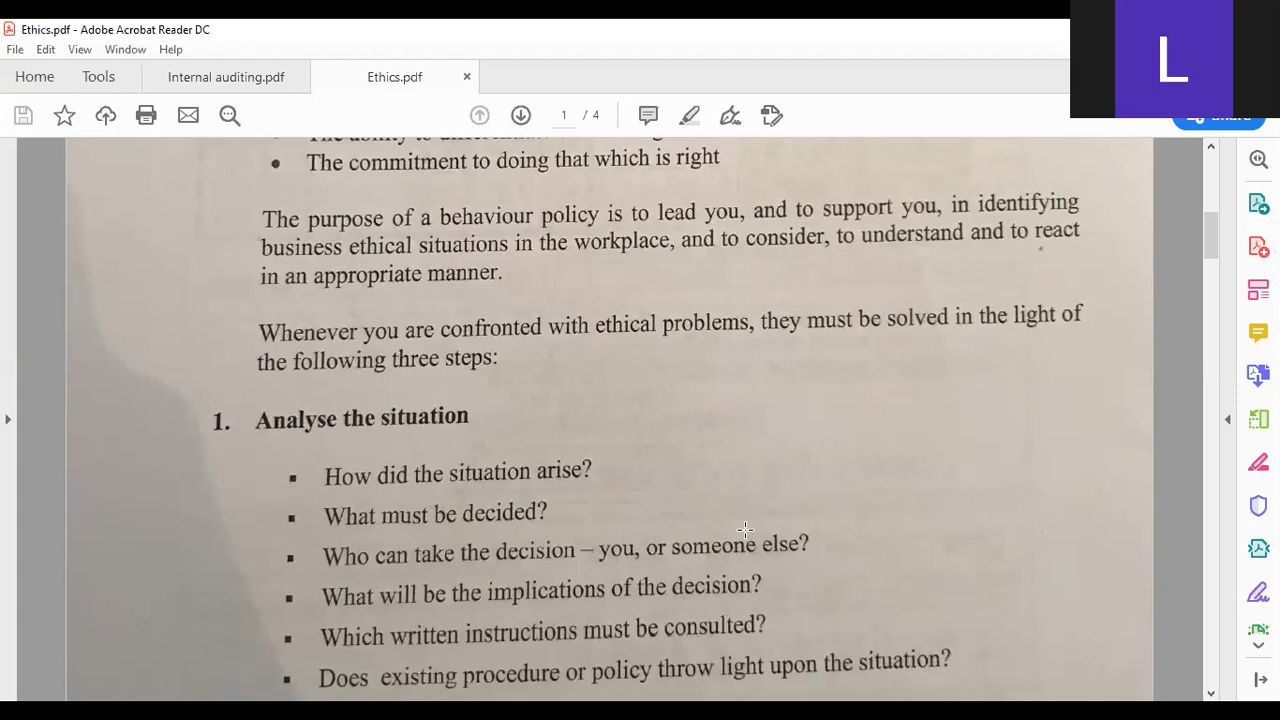 Ethics.pdf - Adobe Acrobat Reader DC
File Edit View Window Help
Home Tools Internal auditing.pdf Ethics.pdf ×
1 / 4
L
• The commitment to doing that which is right
The purpose of a behaviour policy is to lead you, and to support you, in identifying
business ethical situations in the workplace, and to consider, to understand and to react
in an appropriate manner.
Whenever you are confronted with ethical problems, they must be solved in the light of
the following three steps:
1. Analyse the situation
▪ How did the situation arise?
▪ What must be decided?
▪ Who can take the decision – you, or someone else?
▪ What will be the implications of the decision?
▪ Which written instructions must be consulted?
▪ Does existing procedure or policy throw light upon the situation?